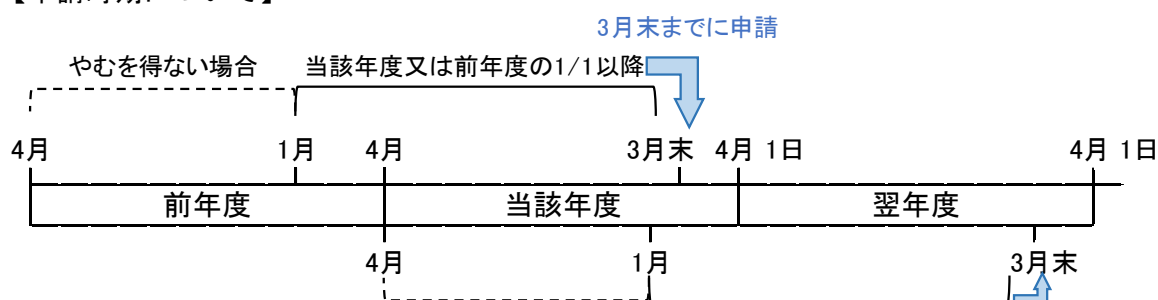 3月末までに申請
やむを得ない場合 当該年度又は前年度の1/1以降
4月 1月 4月 3月末 4月 1日 4月 1日
前年度 当該年度 翌年度
4月 1月 3月末